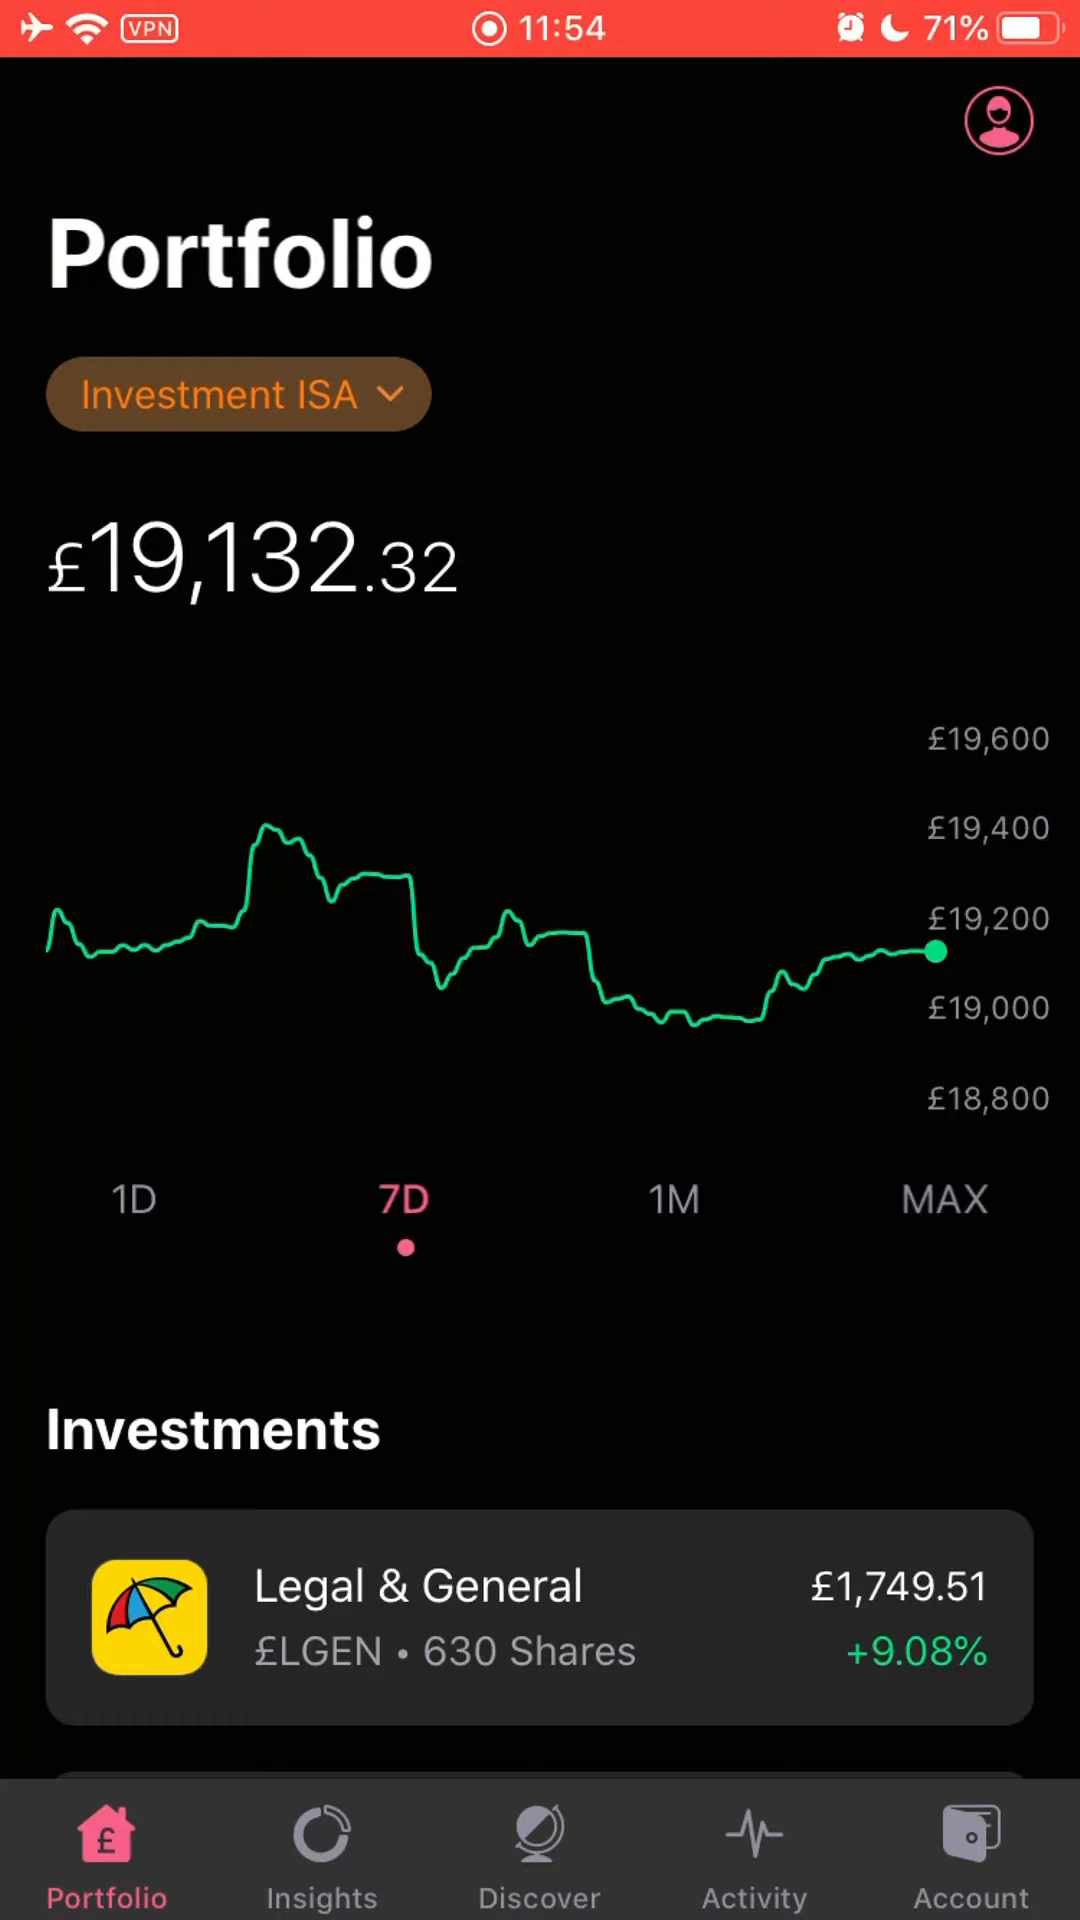 VPN 11:54 71%
Portfolio
Investment ISA
£19,132.32
£19,600
£19,400
£19,200
£19,000
£18,800
1D 7D 1M MAX
Investments
Legal & General £1,749.51
£LGEN • 630 Shares +9.08%
£
Portfolio Insights Discover Activity Account